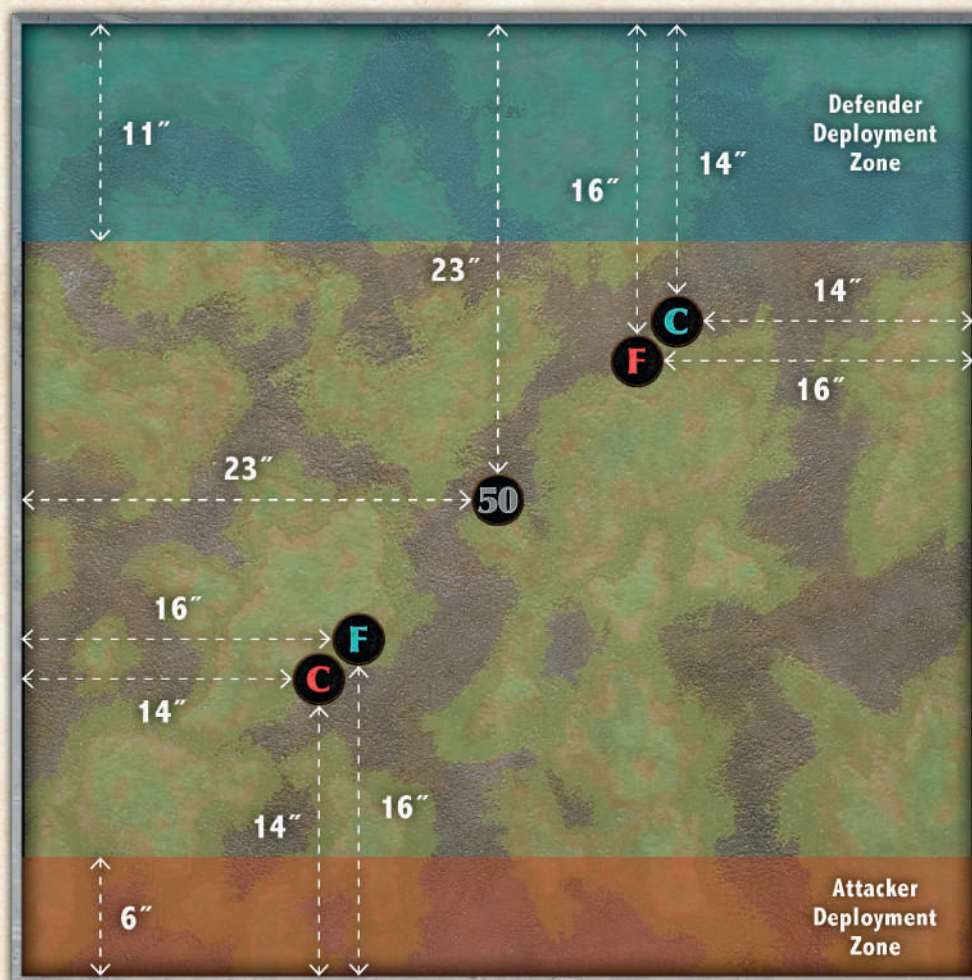 11″
16″
14″
Defender
Deployment
Zone
23″
14″
C
F
16″
23″
50
16″
F
C
14″
14″
16″
6″
Attacker
Deployment
Zone